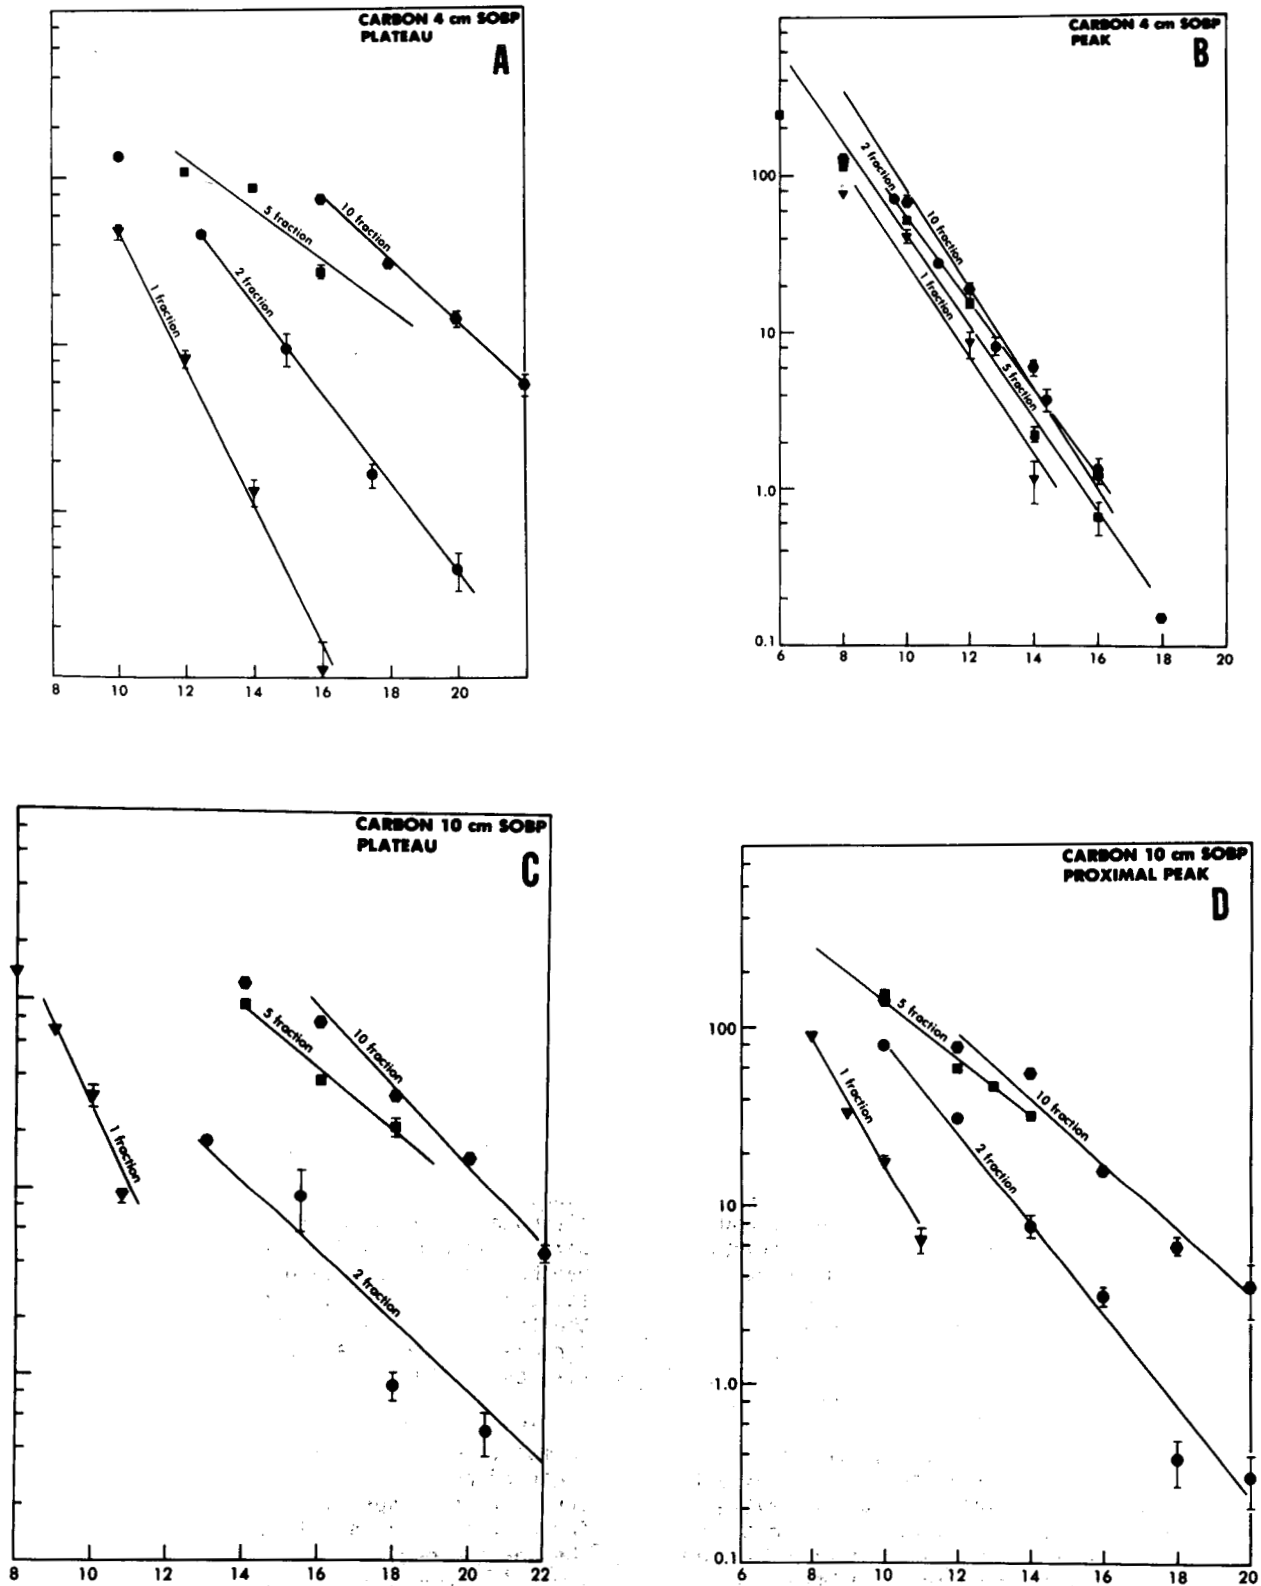 CARBON 4 cm SOBP
PLATEAU
A
1 fraction
2 fraction
5 fraction
10 fraction
8 10 12 14 16 18 20
CARBON 4 cm SOBP
PEAK
B
100
10
1.0
0.1
2 fraction
10 fraction
1 fraction
5 fraction
6 8 10 12 14 16 18 20
CARBON 10 cm SOBP
PLATEAU
C
5 fraction
10 fraction
1 fraction
2 fraction
8 10 12 14 16 18 20 22
CARBON 10 cm SOBP
PROXIMAL PEAK
D
100
10
1.0
0.1
5 fraction
1 fraction
10 fraction
2 fraction
6 8 10 12 14 16 18 20